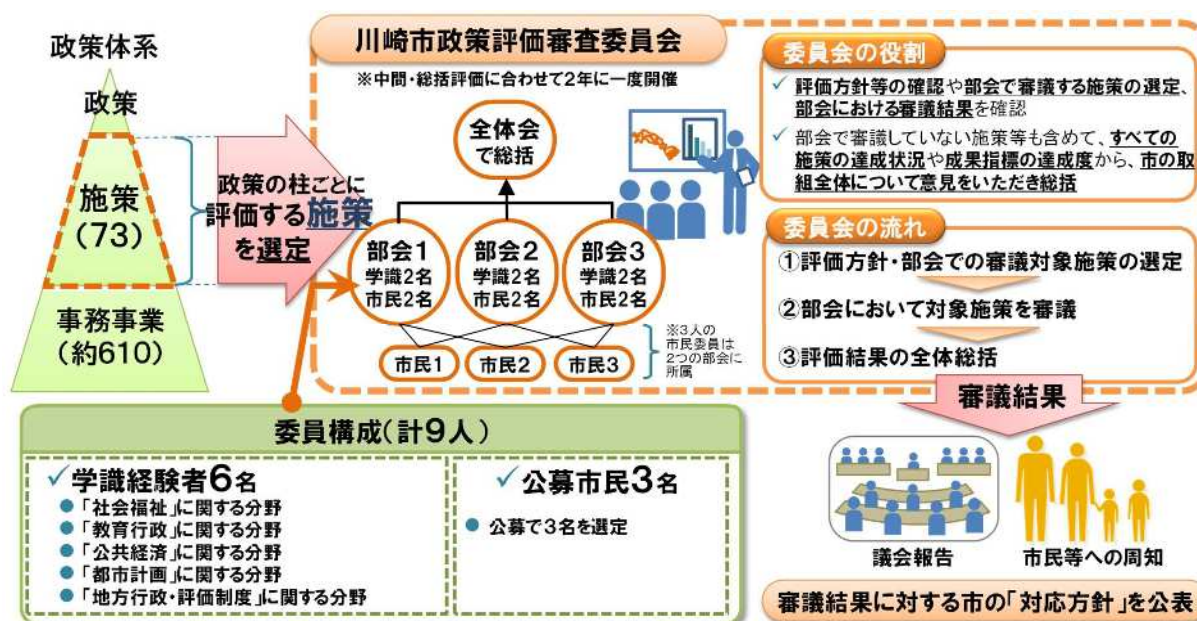 政策体系
政策
施策
(73)
事務事業
(約610)
政策の柱ごとに
評価する施策
を選定
川崎市政策評価審査委員会
※中間・総括評価に合わせて2年に一度開催
全体会
で総括
部会1
学識2名
市民2名
部会2
学識2名
市民2名
部会3
学識2名
市民2名
市民1
市民2
市民3
※3人の
市民委員は
2つの部会に
所属
委員会の役割
✓ 評価方針等の確認や部会で審議する施策の選定、
部会における審議結果を確認
✓ 部会で審議していない施策等も含めて、すべての
施策の達成状況や成果指標の達成度から、市の取
組全体について意見をいただき総括
委員会の流れ
①評価方針・部会での審議対象施策の選定
②部会において対象施策を審議
③評価結果の全体総括
審議結果
委員構成(計9人)
✓学識経験者6名
●「社会福祉」に関する分野
●「教育行政」に関する分野
●「公共経済」に関する分野
●「都市計画」に関する分野
●「地方行政・評価制度」に関する分野
✓公募市民3名
● 公募で3名を選定
議会報告
市民等への周知
審議結果に対する市の「対応方針」を公表